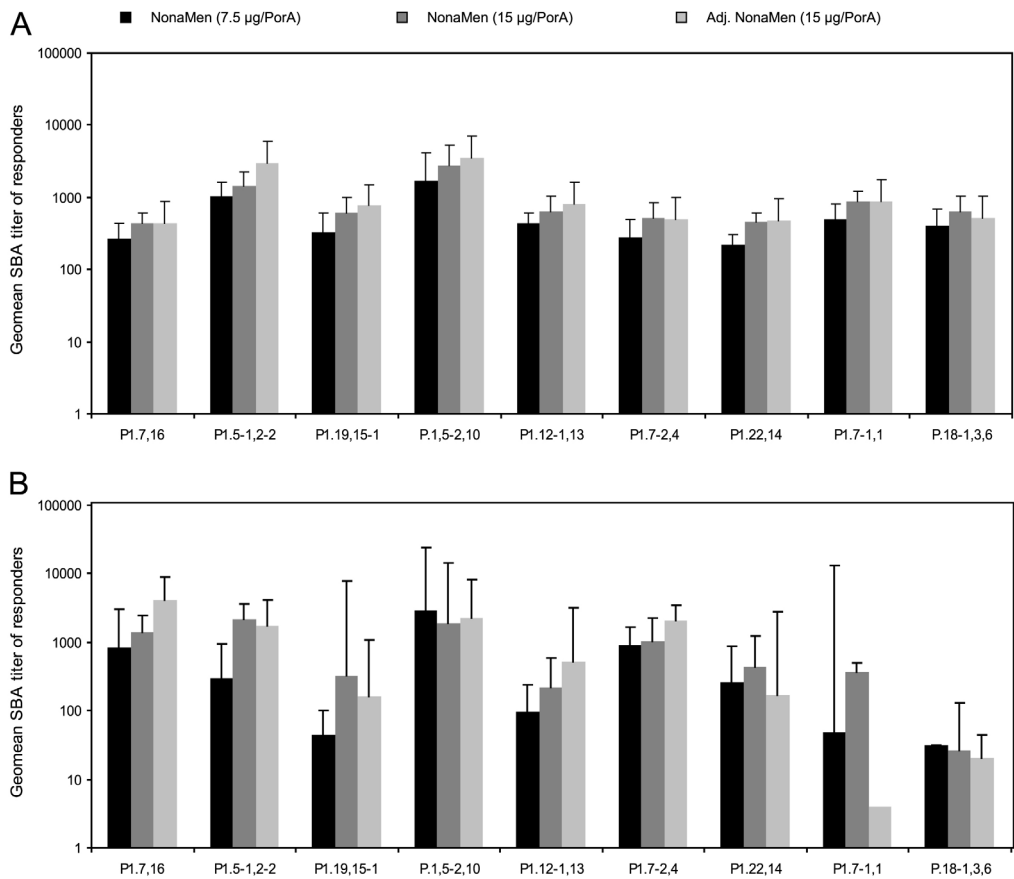 A
NonaMen (7.5 µg/PorA) NonaMen (15 µg/PorA) Adj. NonaMen (15 µg/PorA)
Geomean SBA titer of responders
100000
10000
1000
100
10
1
P1.7,16 P1.5-1,2-2 P1.19,15-1 P.1,5-2,10 P1.12-1,13 P1.7-2,4 P1.22,14 P1.7-1,1 P.18-1,3,6
B
Geomean SBA titer of responders
100000
10000
1000
100
10
1
P1.7,16 P1.5-1,2-2 P1.19,15-1 P.1,5-2,10 P1.12-1,13 P1.7-2,4 P1.22,14 P1.7-1,1 P.18-1,3,6